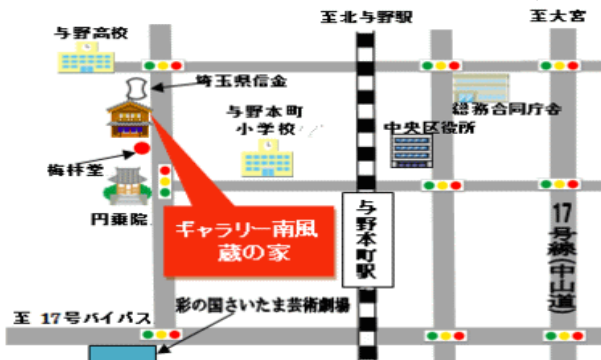 至北与野駅
至大宮
与野高校
埼玉県信金
総務合同庁舎
与野本町
小学校
中央区役所
梅林堂
円乗院
ギャラリー南風
蔵の家
与野本町駅
17号線(中山道)
彩の国さいたま芸術劇場
至 17号バイパス